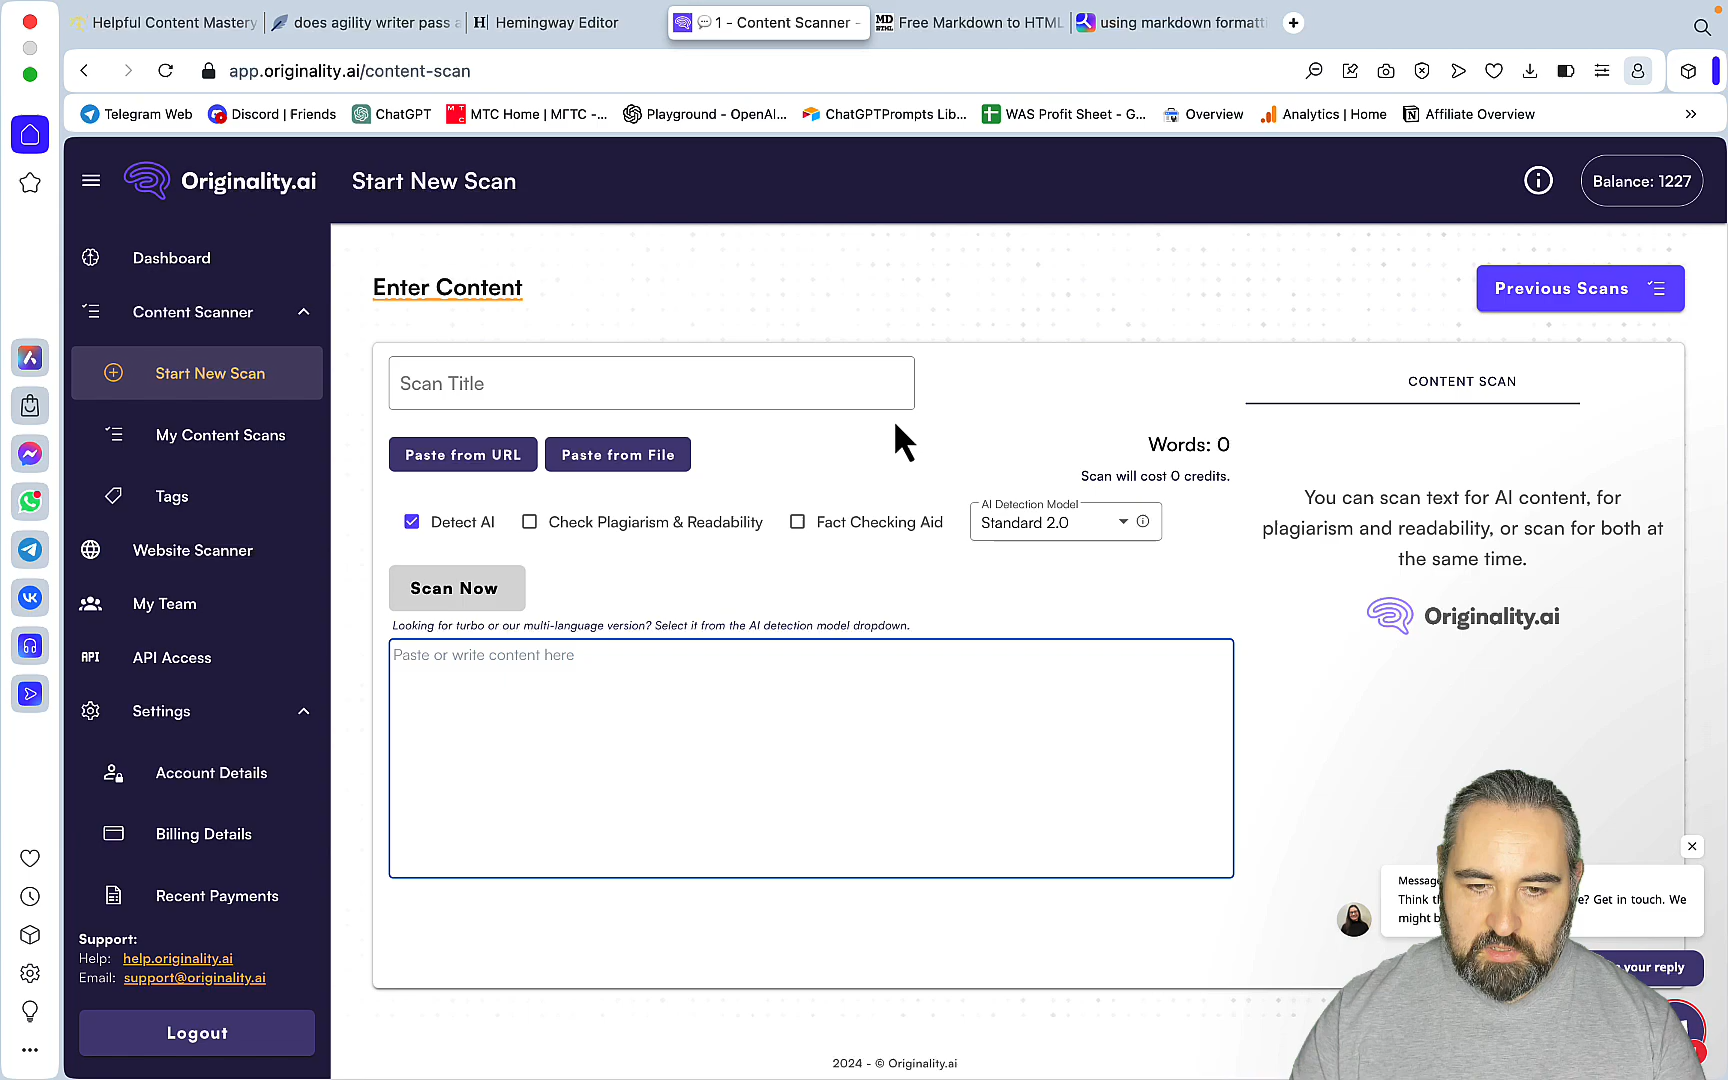 Helpful Content Mastery
does agility writer pass a
Hemingway Editor
1 - Content Scanner -
Free Markdown to HTML
using markdown formatti
app.originality.ai/content-scan
Telegram Web
Discord | Friends
ChatGPT
MTC Home | МГТС -...
Playground - OpenAI...
ChatGPTPrompts Lib...
WAS Profit Sheet - G...
Overview
Analytics | Home
Affiliate Overview
Originality.ai
Start New Scan
Balance: 1227
Dashboard
Content Scanner
Start New Scan
My Content Scans
Tags
Website Scanner
My Team
API
API Access
Settings
Account Details
Billing Details
Recent Payments
Support:
Help: help.originality.ai
Email: support@originality.ai
Logout
Enter Content
Previous Scans
Scan Title
CONTENT SCAN
Paste from URL
Paste from File
Words: 0
Scan will cost 0 credits.
Detect AI
Check Plagiarism & Readability
Fact Checking Aid
AI Detection Model
Standard 2.0
Scan Now
Looking for turbo or our multi-language version? Select it from the AI detection model dropdown.
Paste or write content here
You can scan text for AI content, for
plagiarism and readability, or scan for both at
the same time.
Originality.ai
Message
Think e? Get in touch. We
might
your reply
2024 - © Originality.ai